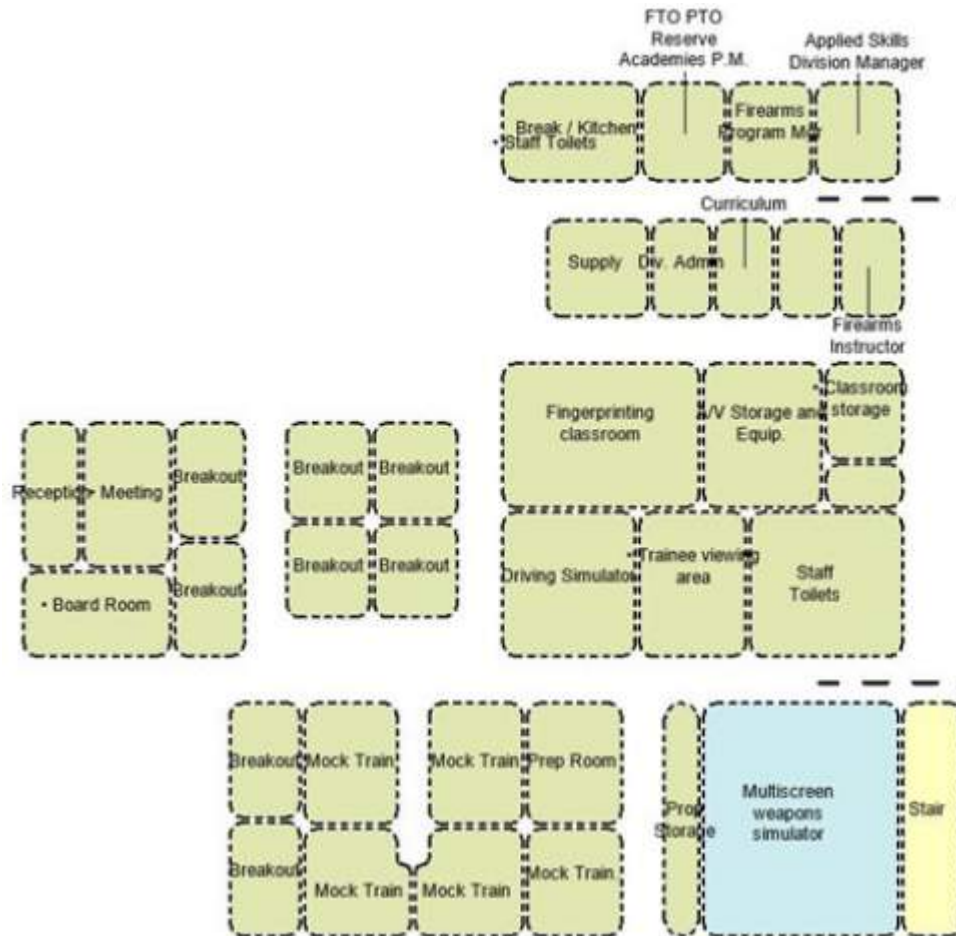 FTO PTO
Reserve
Academies P.M.
Applied Skills
Division Manager
Break / Kitchen
• Staff Toilets
Firearms
Program Mgr
Curriculum
Supply
Div. Admin
Firearms
Instructor
Fingerprinting
classroom
A/V Storage and
Equip.
• Classroom
storage
Reception
• Meeting
Breakout
Breakout
Breakout
Breakout
Breakout
• Board Room
Breakout
Driving Simulator
• Trainee viewing
area
Staff
Toilets
Breakout
Mock Train
Mock Train
Prep Room
Prop
Storage
Multiscreen
weapons
simulator
Stair
Breakout
Mock Train
Mock Train
Mock Train.